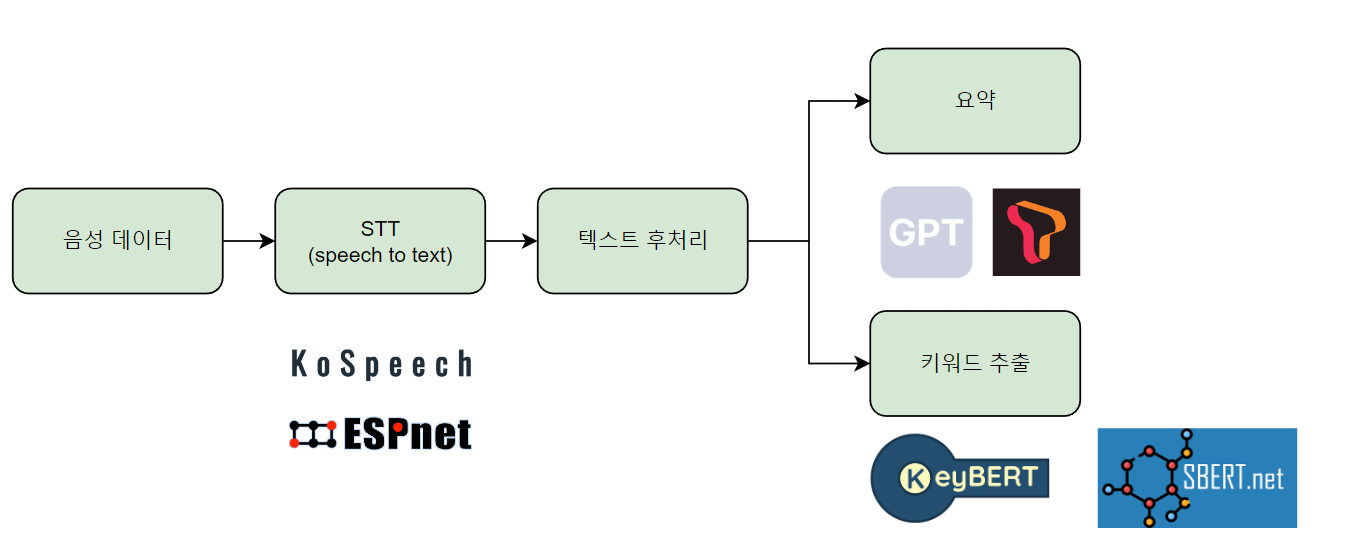 음성 데이터
STT
(speech to text)
텍스트 후처리
요약
GPT
키워드 추출
KoSpeech
ESPnet
KeyBERT
SBERT.net